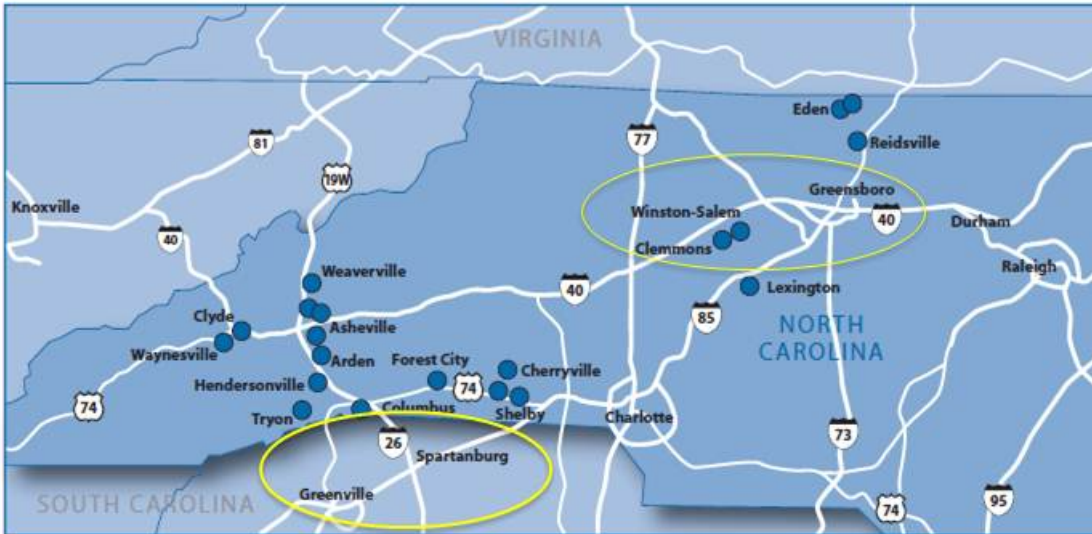 VIRGINIA
Eden
Reidsville
77
81
19W
Greensboro
Knoxville
Winston-Salem
40
Durham
Clemmons
40
Raleigh
Weaverville
40
Lexington
Clyde
85
Asheville
NORTH
CAROLINA
Waynesville
Arden
Forest City
Cherryville
Hendersonville
74
74
Columbus
Shelby
Tryon
Charlotte
26
73
Spartanburg
Greenville
SOUTH CAROLINA
95
74